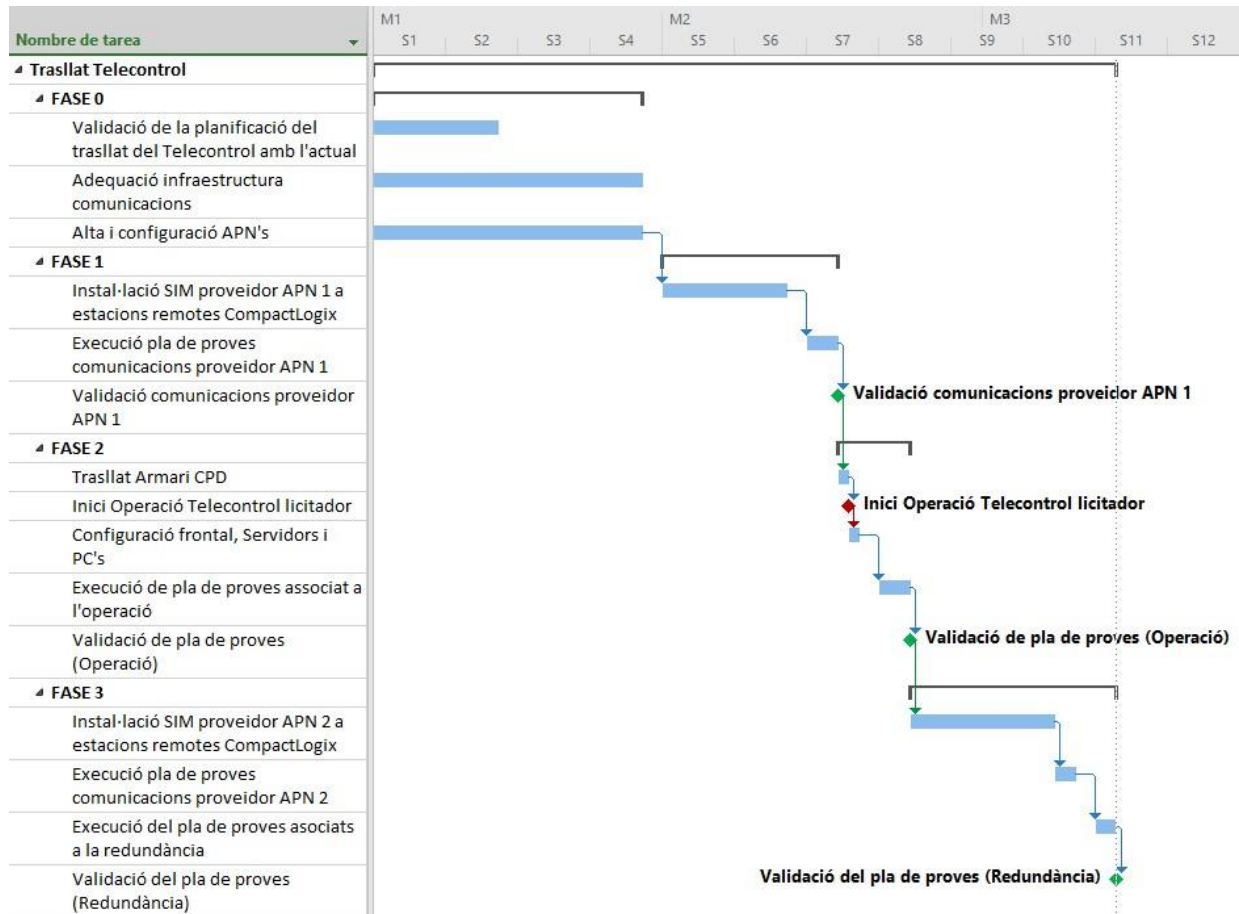 M1 M2 M3
Nombre de tarea S1 S2 S3 S4 S5 S6 S7 S8 S9 S10 S11 S12
Trasllat Telecontrol
FASE 0
Validació de la planificació del
trasllat del Telecontrol amb l'actual
Adequació infraestructura
comunicacions
Alta i configuració APN's
FASE 1
Instal·lació SIM proveidor APN 1 a
estacions remotes CompactLogix
Execució pla de proves
comunicacions proveidor APN 1
Validació comunicacions proveidor
APN 1
Validació comunicacions proveidor APN 1
FASE 2
Trasllat Armari CPD
Inici Operació Telecontrol licitador
Inici Operació Telecontrol licitador
Configuració frontal, Servidors i
PC's
Execució de pla de proves associat a
l'operació
Validació de pla de proves
(Operació)
Validació de pla de proves (Operació)
FASE 3
Instal·lació SIM proveidor APN 2 a
estacions remotes CompactLogix
Execució pla de proves
comunicacions proveidor APN 2
Execució del pla de proves asociats
a la redundància
Validació del pla de proves
(Redundància)
Validació del pla de proves (Redundància)